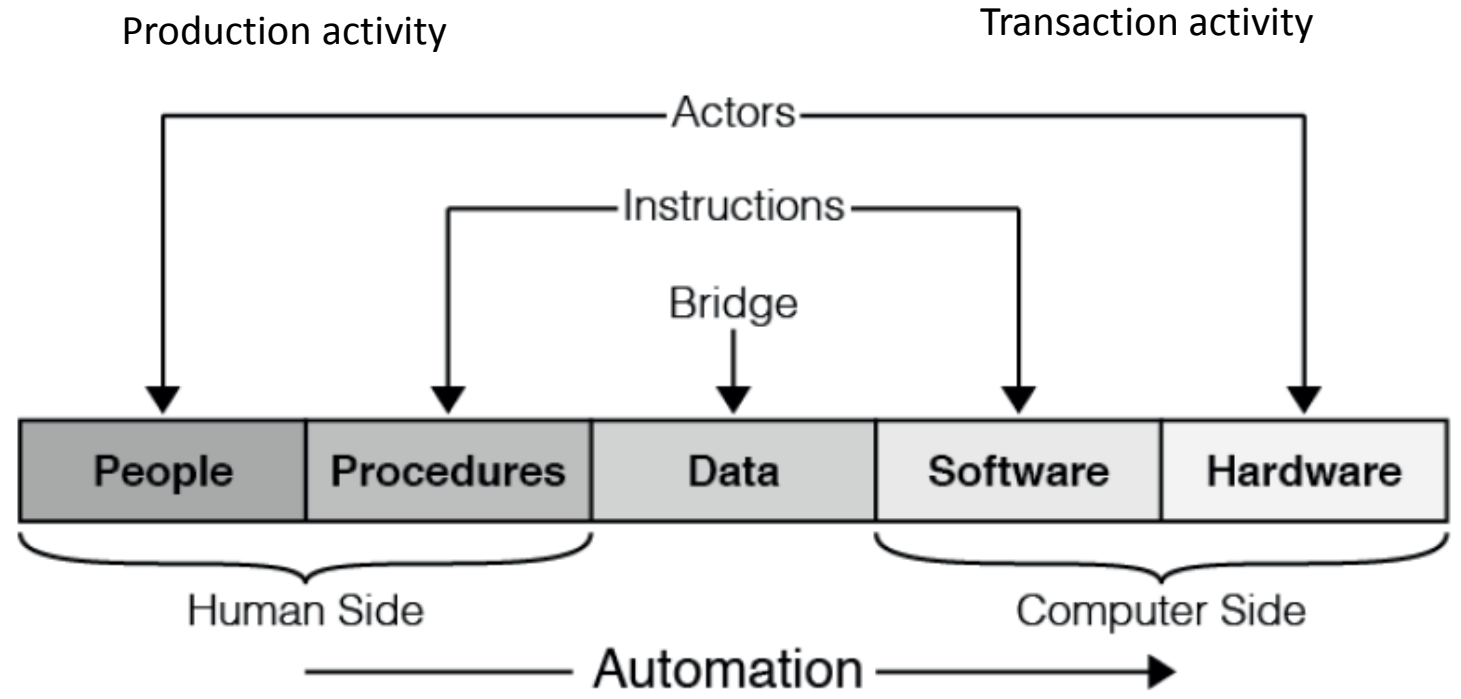 Production activity
Transaction activity
Actors
Instructions
Bridge
People
Procedures
Data
Software
Hardware
Human Side
Computer Side
Automation